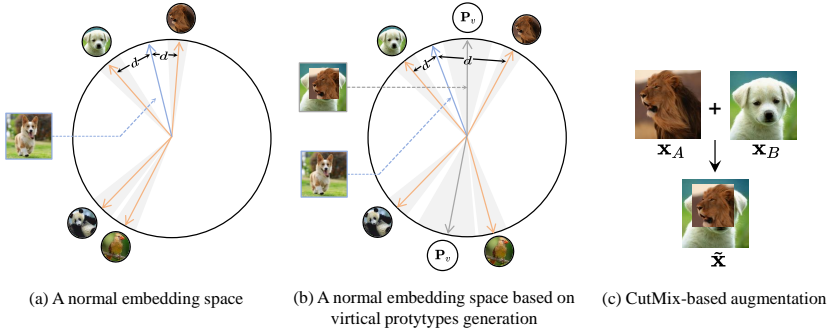 d
d
P_v
d
d
P_v
+
x_A
x_B
x̃
(a) A normal embedding space
(b) A normal embedding space based on
virtical protytypes generation
(c) CutMix-based augmentation